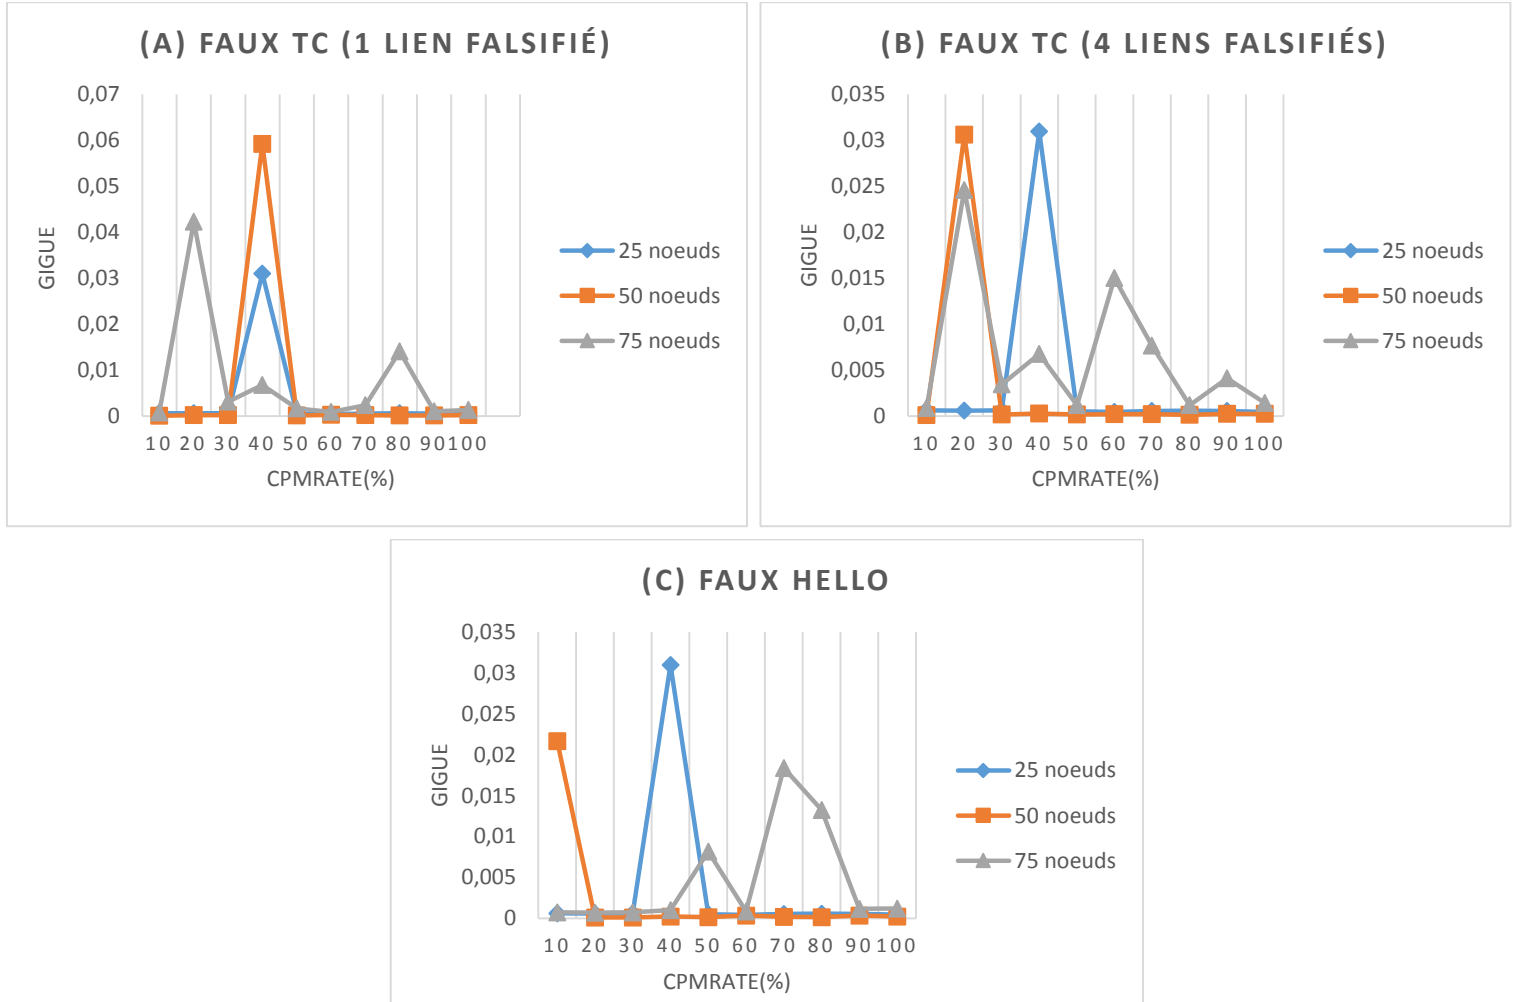 (A) FAUX TC (1 LIEN FALSIFIÉ)
0,07
0,06
0,05
0,04
0,03
0,02
0,01
0
GIGUE
10 20 30 40 50 60 70 80 90 100
CPMRATE(%)
25 noeuds
50 noeuds
75 noeuds
(B) FAUX TC (4 LIENS FALSIFIÉS)
0,035
0,03
0,025
0,02
0,015
0,01
0,005
0
GIGUE
10 20 30 40 50 60 70 80 90 100
CPMRATE(%)
25 noeuds
50 noeuds
75 noeuds
(C) FAUX HELLO
0,035
0,03
0,025
0,02
0,015
0,01
0,005
0
GIGUE
10 20 30 40 50 60 70 80 90 100
CPMRATE(%)
25 noeuds
50 noeuds
75 noeuds